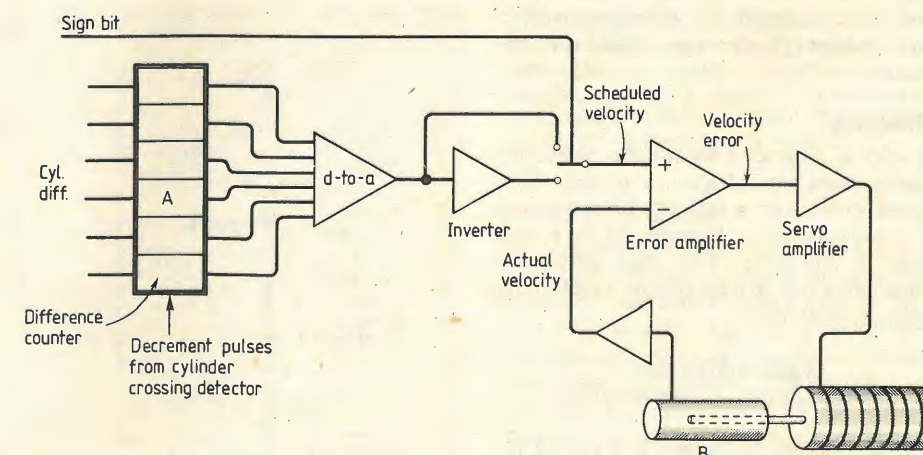 Sign bit
Cyl.
diff.
A
d-to-a
Inverter
Scheduled
velocity
Velocity
error
+
−
Error amplifier
Servo
amplifier
Actual
velocity
Difference
counter
Decrement pulses
from cylinder
crossing detector
B